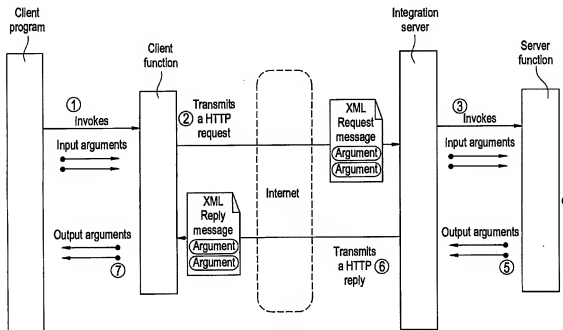 Client
program
Client
function
Integration
server
Server
function
①
Invokes
Input arguments
② Transmits
a HTTP
request
XML
Request
message
Argument
Argument
③
Invokes
Input arguments
Internet
XML
Reply
message
Argument
Argument
Output arguments
⑦
Transmits
a HTTP ⑥
reply
Output arguments
⑤